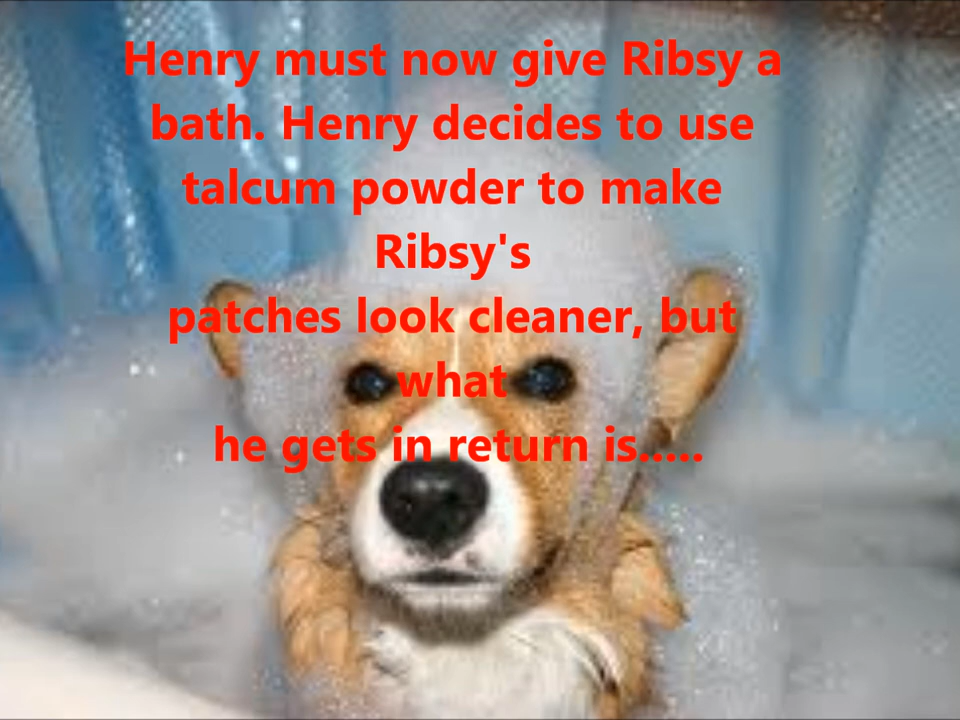 Henry must now give Ribsy a
bath. Henry decides to use
talcum powder to make
Ribsy's
patches look cleaner, but
what
he gets in return is.....